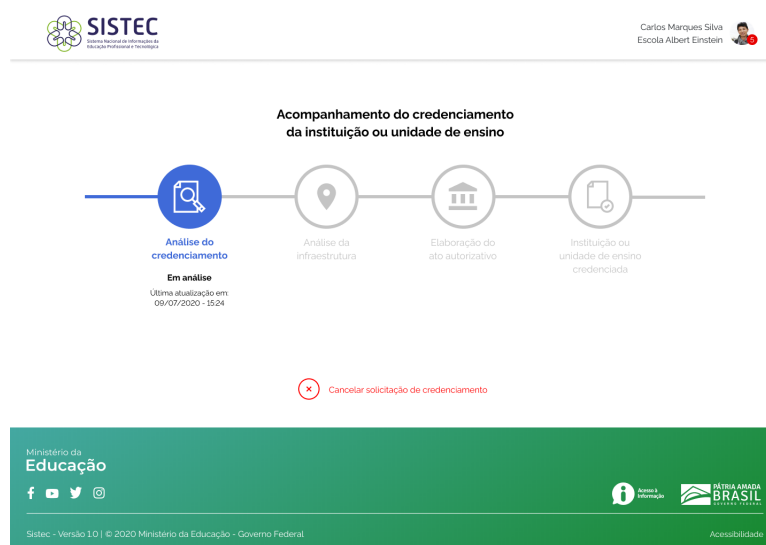 SISTEC
Sistema Nacional de Informações da
Educação Profissional e Tecnológica
Carlos Marques Silva
Escola Albert Einstein
5
Acompanhamento do credenciamento
da instituição ou unidade de ensino
Análise do
credenciamento
Em análise
Última atualização em:
09/07/2020 - 15:24
Análise da
infraestrutura
Elaboração do
ato autorizativo
Instituição ou
unidade de ensino
credenciada
Cancelar solicitação de credenciamento
Ministério da
Educação
Acesso à
Informação
PÁTRIA AMADA
BRASIL
GOVERNO FEDERAL
Sistec - Versão 1.0 | © 2020 Ministério da Educação - Governo Federal
Acessibilidade